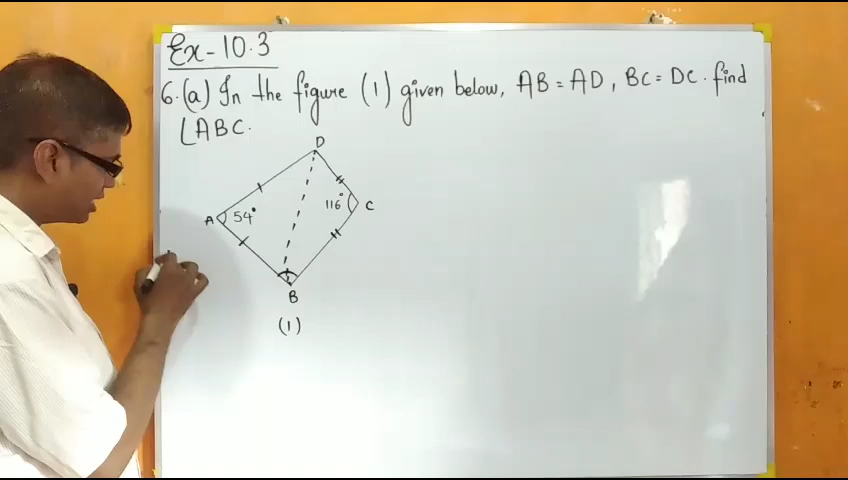 Ex-10.3
6.(a) In the figure (1) given below, AB = AD, BC = DC. find
∠ABC.
D
A 54°
116° C
B
(1)